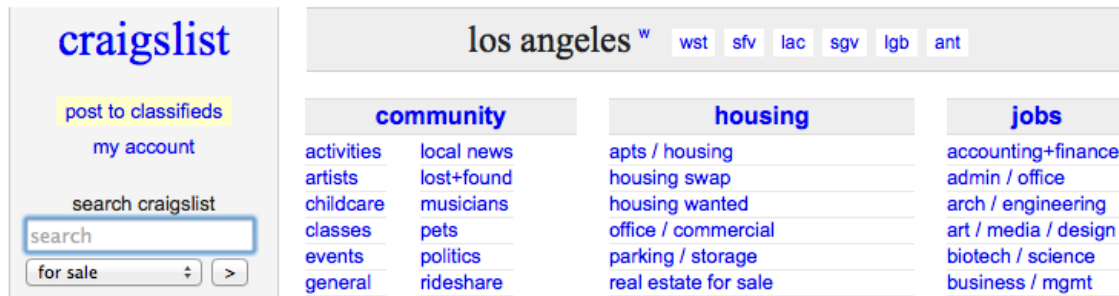 craigslist
post to classifieds
my account
search craigslist
search
for sale
>
los angeles w wst sfv lac sgv lgb ant
community
activities local news
artists lost+found
childcare musicians
classes pets
events politics
general rideshare
housing
apts / housing
housing swap
housing wanted
office / commercial
parking / storage
real estate for sale
jobs
accounting+finance
admin / office
arch / engineering
art / media / design
biotech / science
business / mgmt